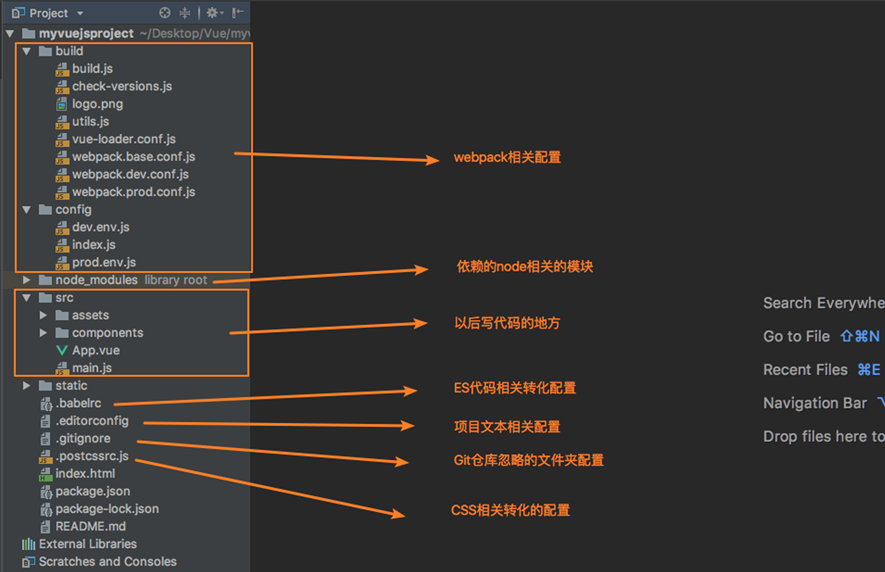 Project
myvuejsproject ~/Desktop/Vue/myv
build
build.js
check-versions.js
logo.png
utils.js
vue-loader.conf.js
webpack.base.conf.js
webpack.dev.conf.js
webpack.prod.conf.js
webpack相关配置
config
dev.env.js
index.js
prod.env.js
node_modules library root
依赖的node相关的模块
src
assets
components
App.vue
main.js
以后写代码的地方
static
.babelrc
ES代码相关转化配置
.editorconfig
项目文本相关配置
.gitignore
Git仓库忽略的文件夹配置
.postcssrc.js
CSS相关转化的配置
index.html
package.json
package-lock.json
README.md
External Libraries
Scratches and Consoles
Search Everywhe
Go to File ⇧⌘N
Recent Files ⌘E
Navigation Bar
Drop files here to